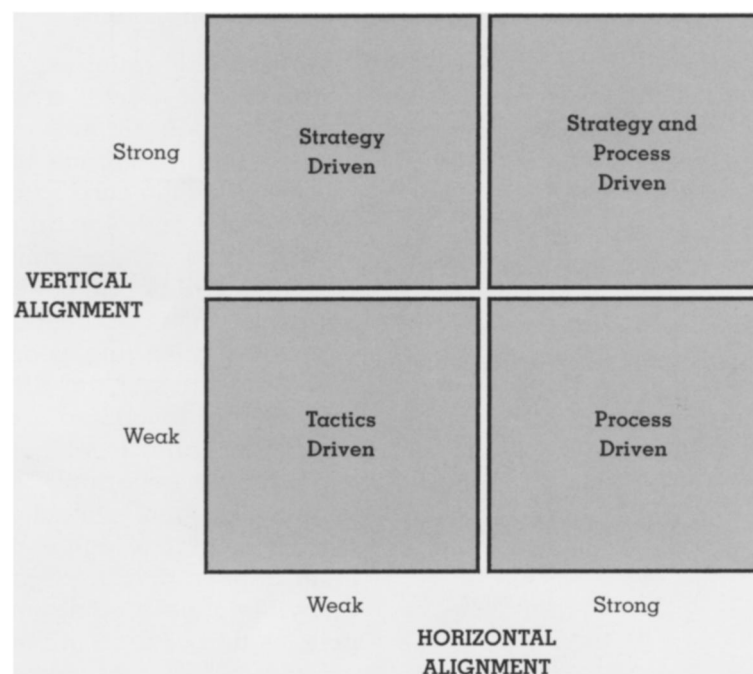 Strong
Strategy
Driven
Strategy and
Process
Driven
VERTICAL
ALIGNMENT
Weak
Tactics
Driven
Process
Driven
Weak
Strong
HORIZONTAL
ALIGNMENT